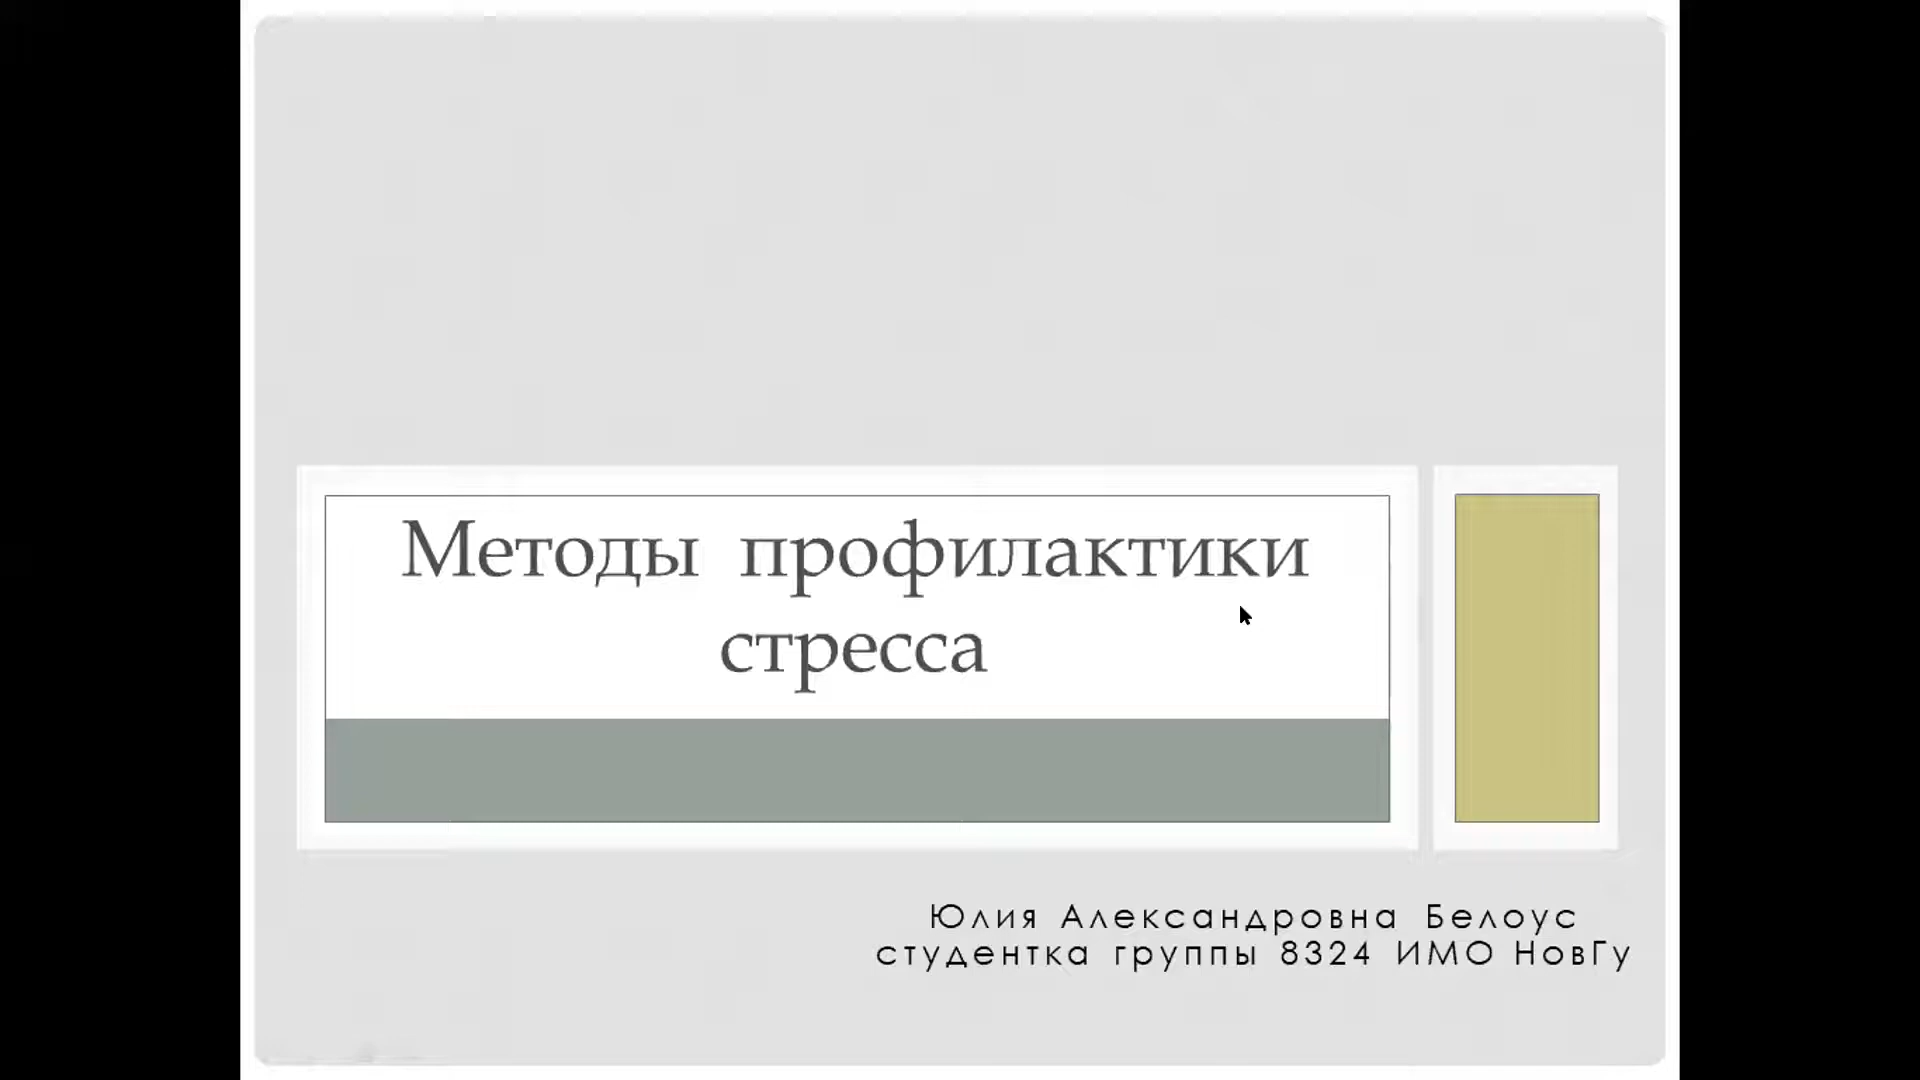 Методы профилактики
стресса
Юлия Александровна Белоус
студентка группы 8324 ИМО НовГу